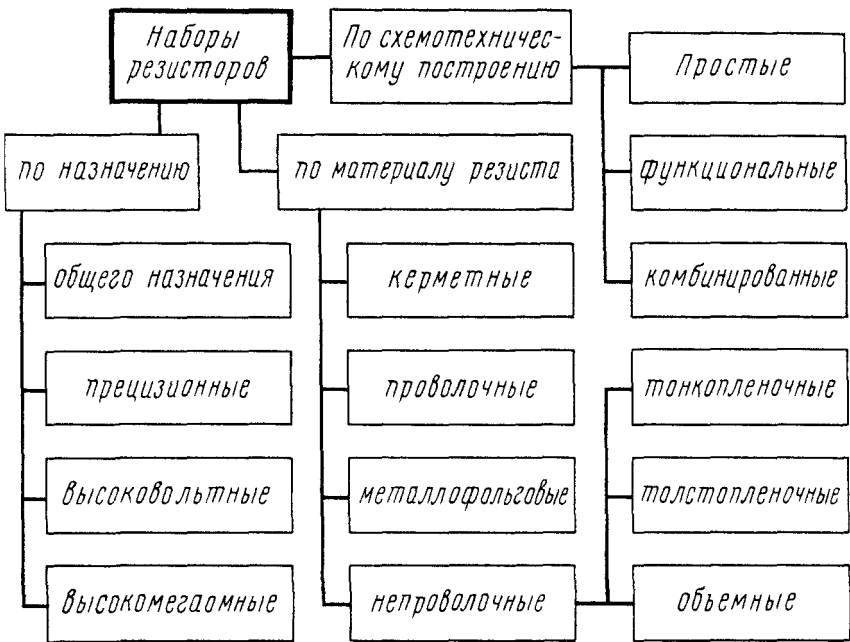 Наборы
резисторов
По схемотехничес-
кому построению
Простые
по назначению
по материалу резиста
функциональные
общего назначения
керметные
комбинированные
прецизионные
проволочные
тонкопленочные
высоковольтные
металлофольговые
толстопленочные
высокомегаомные
непроволочные
объемные